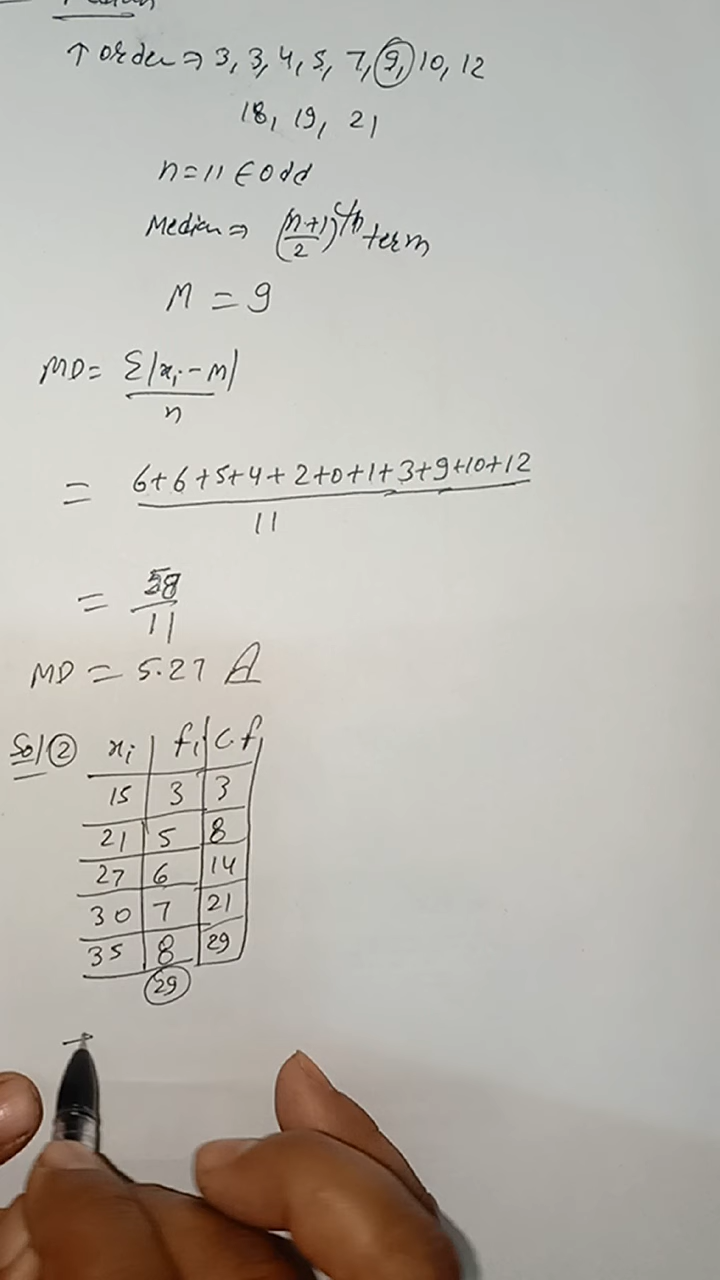 Median
↑ order ⇒ 3, 3, 4, 5, 7, 9, 10, 12
18, 19, 21
n = 11 ∈ odd
Median ⇒ (n+1/2)th term
M = 9
MD = Σ|xi - M|/n
= 6+6+5+4+2+0+1+3+9+10+12/11
= 58/11
MD = 5.27 A
Sol② xi | fi | c.f
15 | 3 | 3
21 | 5 | 8
27 | 6 | 14
30 | 7 | 21
35 | 8 | 29
29